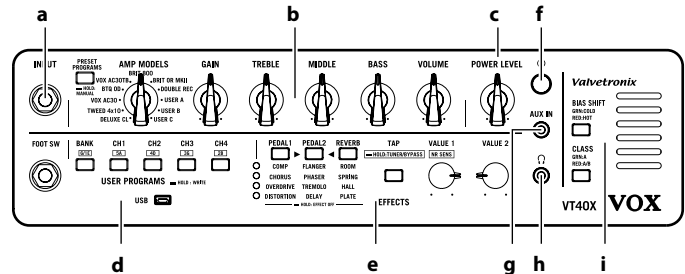 a
b
c
f
INPUT
PRESET PROGRAMS
HOLD: MANUAL
AMP MODELS
BRIT 800
VOX AC30TB
BTQ OD
VOX AC30
TWEED 4x10
DELUXE CL
BRIT OR MKII
DOUBLE REC
USER A
USER B
USER C
GAIN
TREBLE
MIDDLE
BASS
VOLUME
POWER LEVEL
Valvetronix
AUX IN
BIAS SHIFT
GRN:COLD
RED:HOT
CLASS
GRN:A
RED:A/B
FOOT SW
BANK
CH1
CH2
CH3
CH4
USER PROGRAMS
HOLD : WRITE
USB
PEDAL1
PEDAL2
REVERB
COMP
FLANGER
ROOM
CHORUS
PHASER
SPRING
OVERDRIVE
TREMOLO
HALL
DISTORTION
DELAY
PLATE
HOLD: EFFECT OFF
TAP
HOLD:TUNER/BYPASS
VALUE 1
NR SENS
VALUE 2
EFFECTS
VT40X
VOX
d
e
g
h
i